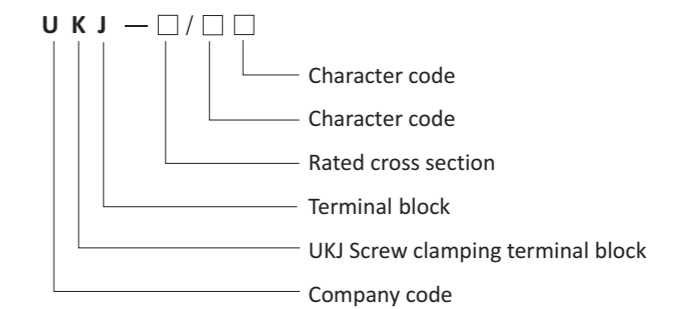 U K J — □ / □ □
Character code
Character code
Rated cross section
Terminal block
UKJ Screw clamping terminal block
Company code